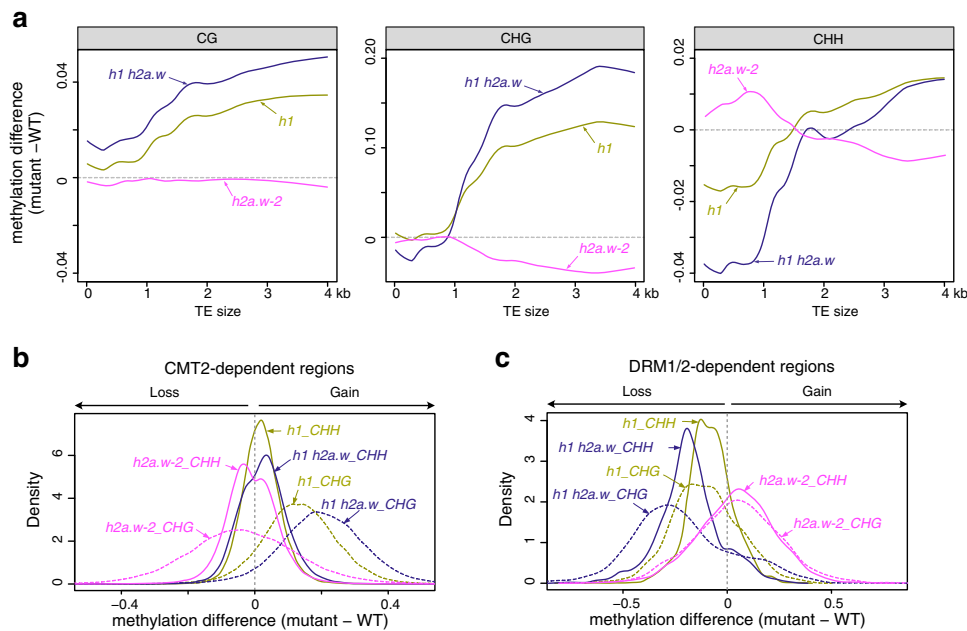 a
CG
CHG
CHH
methylation difference
(mutant –WT)
0.04
0
-0.04
h1 h2a.w
h1
h2a.w-2
0 1 2 3 4 kb
TE size
0.20
0.10
0
h1 h2a.w
h1
h2a.w-2
0 1 2 3 4 kb
TE size
0.02
0
-0.02
-0.04
h2a.w-2
h1
h1 h2a.w
0 1 2 3 4 kb
TE size
b
CMT2-dependent regions
Loss Gain
Density
6
4
2
0
h1_CHH
h2a.w-2_CHH
h1 h2a.w_CHH
h1_CHG
h1 h2a.w_CHG
h2a.w-2_CHG
−0.4 0 0.4
methylation difference (mutant – WT)
c
DRM1/2-dependent regions
Loss Gain
Density
4
3
2
1
0
h1_CHH
h1 h2a.w_CHH
h1_CHG
h1 h2a.w_CHG
h2a.w-2_CHH
h2a.w-2_CHG
−0.5 0 0.5
methylation difference (mutant – WT)